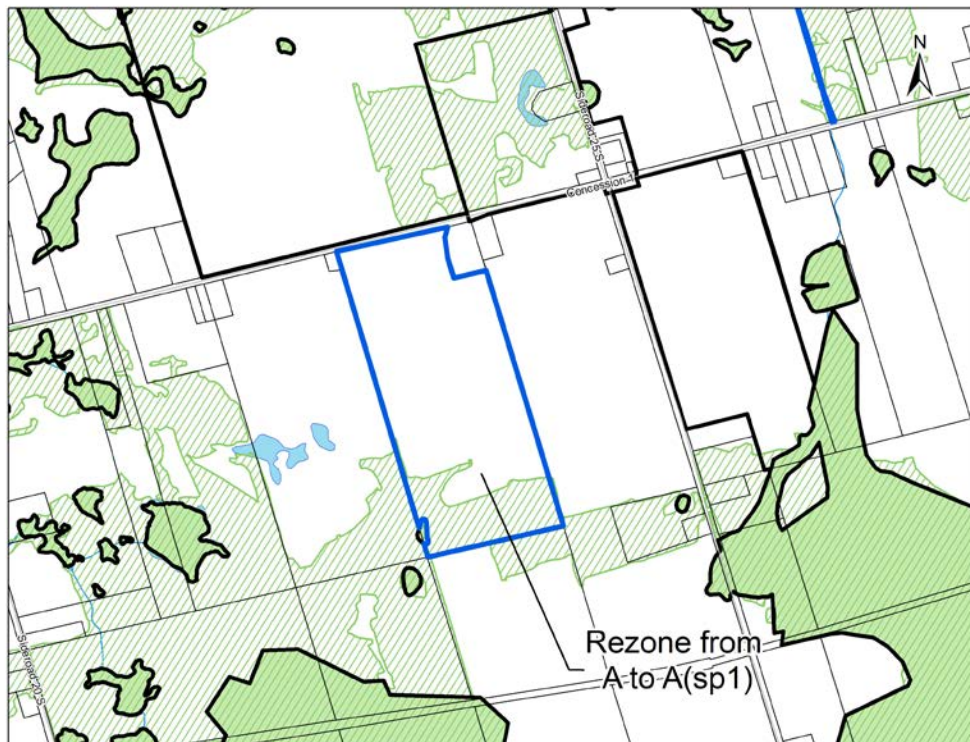 N
Sideroad 25 S
Concession 1
Rezone from
A to A(sp1)
Sideroad 20 S